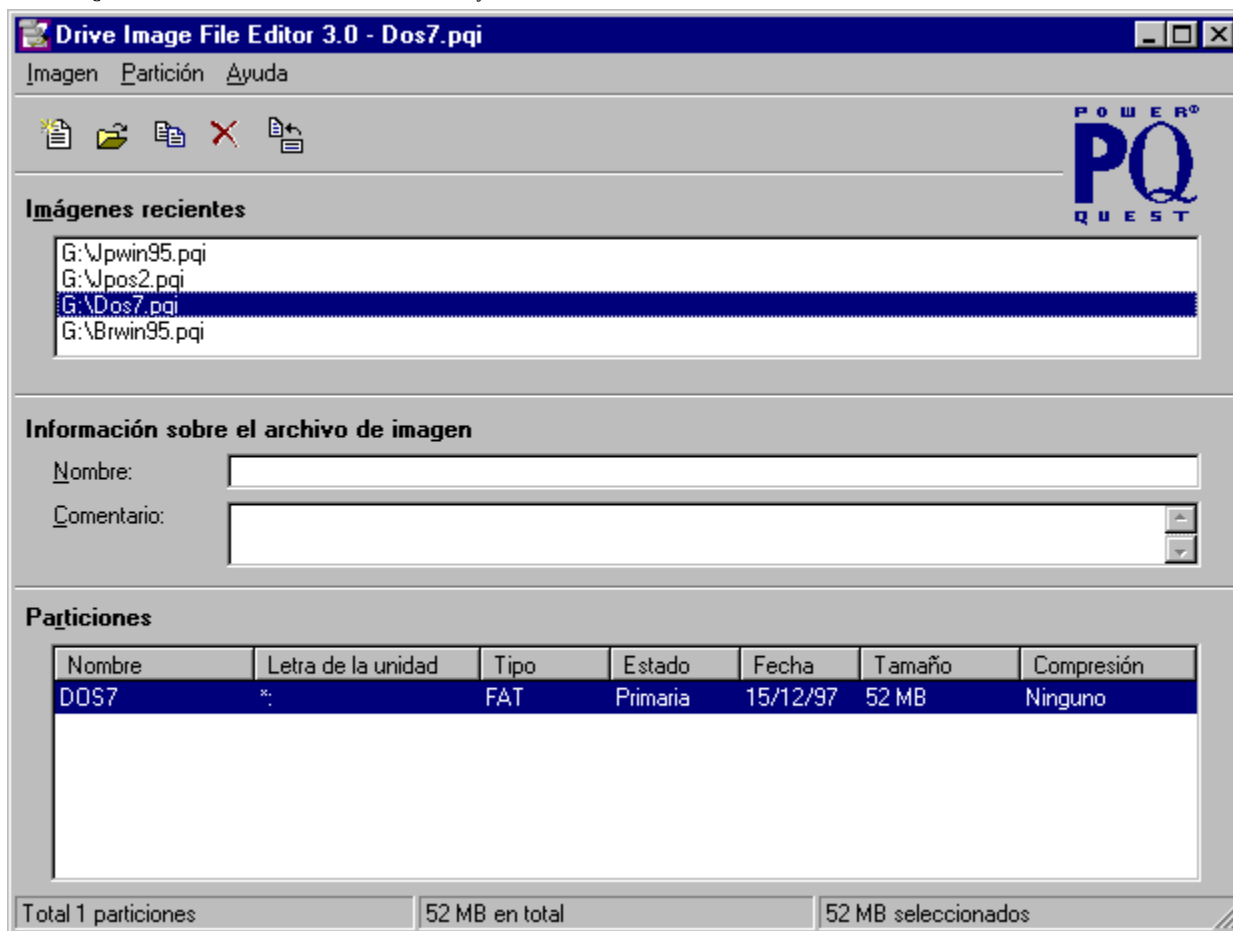 Drive Image File Editor 3.0 - Dos7.pqi
Imagen Partición Ayuda
POWER®
PQ
QUEST
Imágenes recientes
G:\Jpwin95.pqi
G:\Jpos2.pqi
G:\Dos7.pqi
G:\Brwin95.pqi
Información sobre el archivo de imagen
Nombre:
Comentario:
Particiones
Nombre Letra de la unidad Tipo Estado Fecha Tamaño Compresión
DOS7 *: FAT Primaria 15/12/97 52 MB Ninguno
Total 1 particiones 52 MB en total 52 MB seleccionados